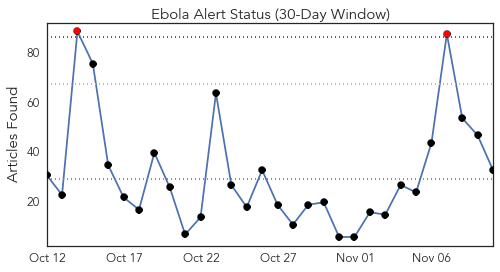 Ebola Alert Status (30-Day Window)
Articles Found
80
60
40
20
Oct 12 Oct 17 Oct 22 Oct 27 Nov 01 Nov 06